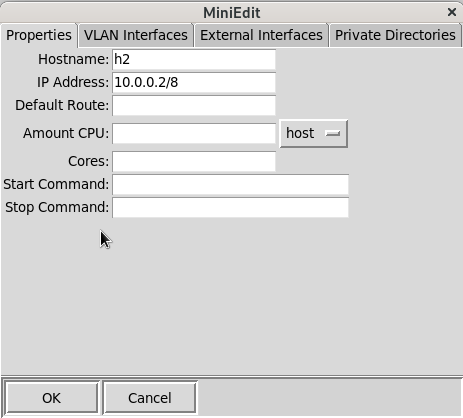 MiniEdit
Properties VLAN Interfaces External Interfaces Private Directories
Hostname: h2
IP Address: 10.0.0.2/8
Default Route:
Amount CPU: host
Cores:
Start Command:
Stop Command:
OK Cancel